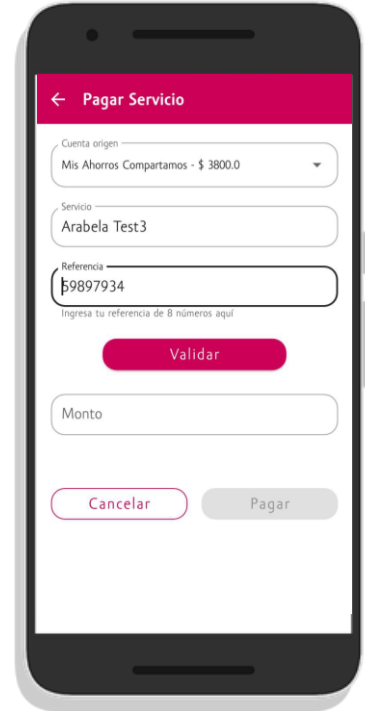 Pagar Servicio
Cuenta origen
Mis Ahorros Compartamos - $ 3800.0
Servicio
Arabela Test3
Referencia
59897934
Ingresa tu referencia de 8 números aquí
Validar
Monto
Cancelar
Pagar